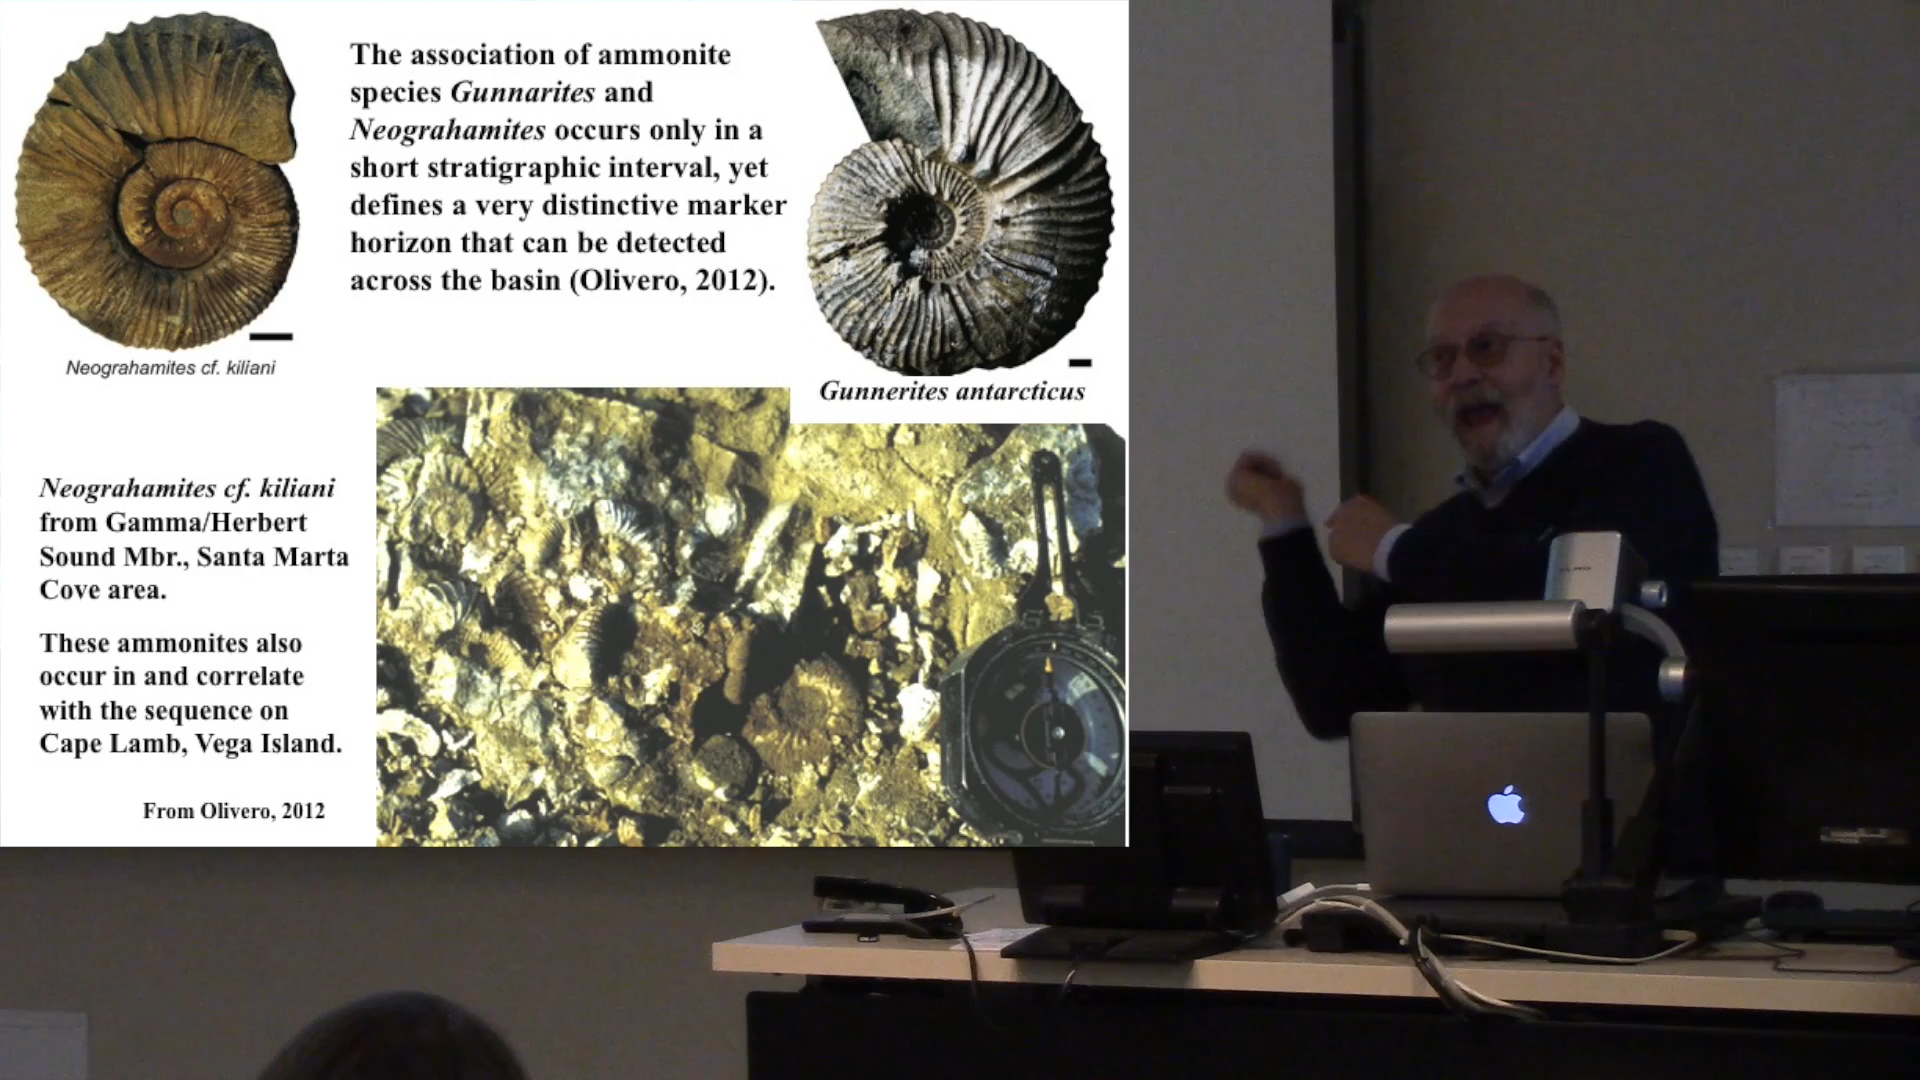 The association of ammonite
species Gunnarites and
Neograhamites occurs only in a
short stratigraphic interval, yet
defines a very distinctive marker
horizon that can be detected
across the basin (Olivero, 2012).
Neograhamites cf. kiliani
Gunnerites antarcticus
Neograhamites cf. kiliani
from Gamma/Herbert
Sound Mbr., Santa Marta
Cove area.
These ammonites also
occur in and correlate
with the sequence on
Cape Lamb, Vega Island.
From Olivero, 2012